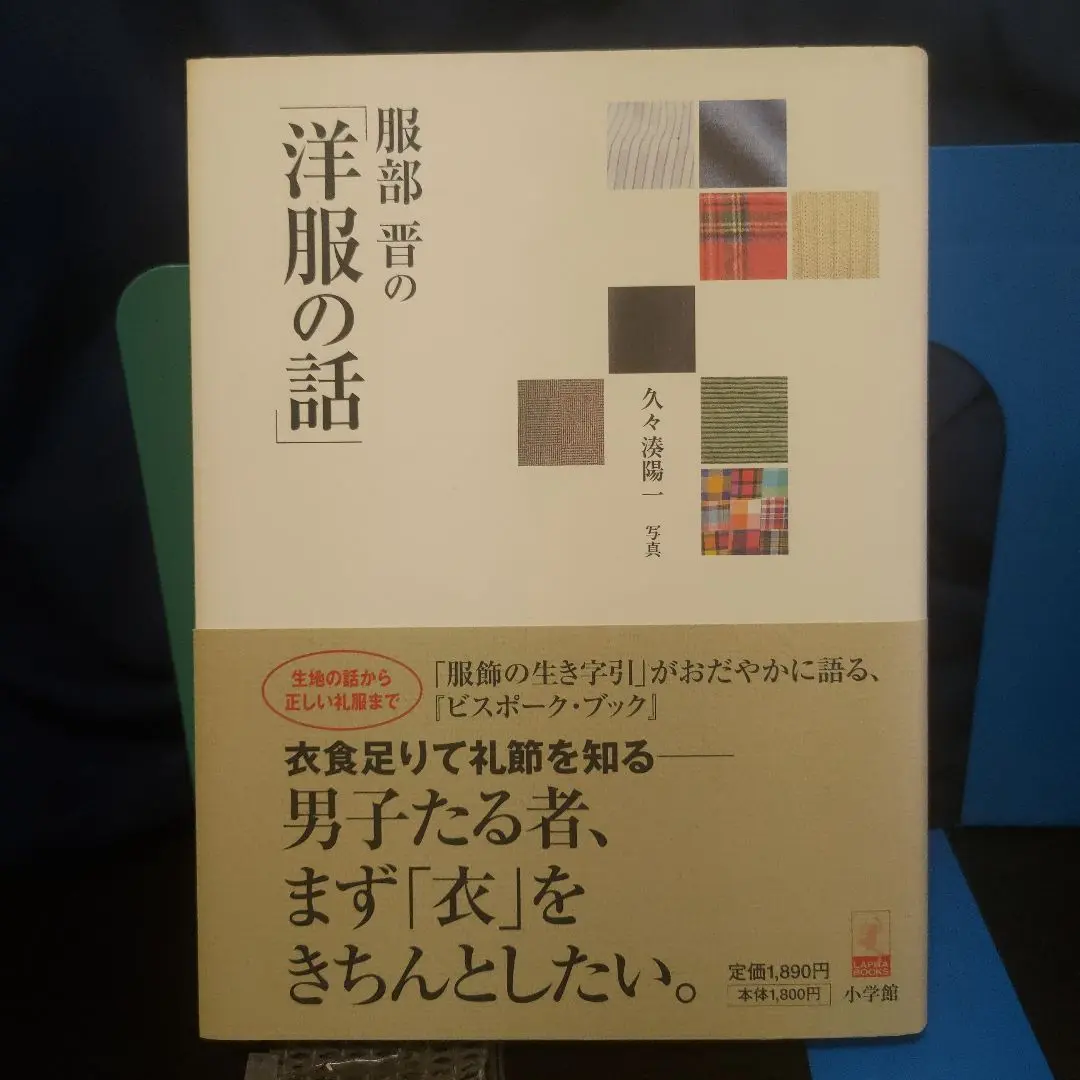 服部 晋の
「洋服の話」
久々湊陽一 写真
生地の話から
正しい礼服まで
「服飾の生き字引」がおだやかに語る、
『ビスポーク・ブック』
衣食足りて礼節を知る――
男子たる者、
まず「衣」を
きちんとしたい。
定価1,890円
本体1,800円
LAPITA
BOOKS
小学館